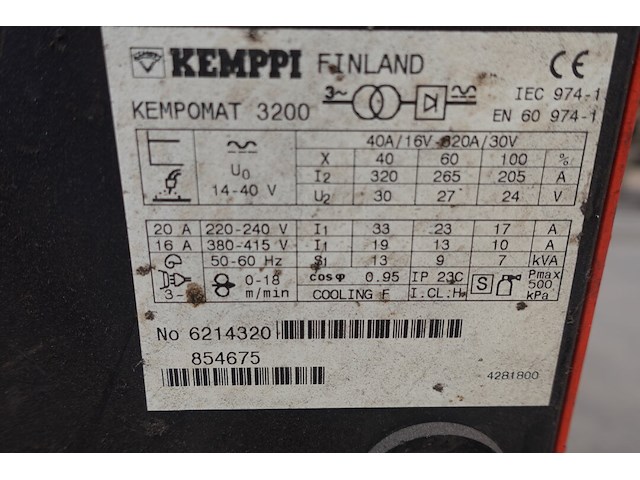 KEMPPI FINLAND CE
KEMPOMAT 3200 3~ IEC 974-1
EN 60 974-1
40A/16V-320A/30V
X 40 60 100 %
U0 I2 320 265 205 A
14-40 V U2 30 27 24 V
20 A 220-240 V I1 33 23 17 A
16 A 380-415 V I1 19 13 10 A
50-60 Hz S1 13 9 7 kVA
3~ 0-18 m/min cosφ 0.95 IP 23C S Pmax 500 kPa
COOLING F I.CL.H.
No 6214320
854675
4281800